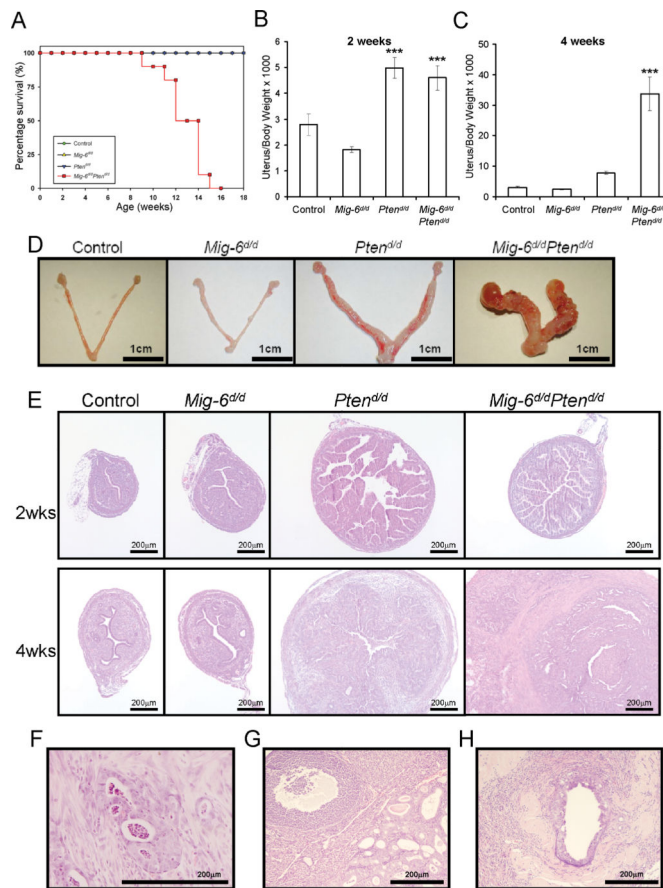 A
Percentage survival (%)
100
75
50
25
0
Control
Mig-6d/d
Ptend/d
Mig-6d/dPtend/d
0 2 4 6 8 10 12 14 16 18
Age (weeks)
B
2 weeks
Uterus/Body Weight x 1000
6
5
4
3
2
1
0
***
***
Control
Mig-6d/d
Ptend/d
Mig-6d/d
Ptend/d
C
4 weeks
Uterus/Body Weight x 1000
50
40
30
20
10
0
***
Control
Mig-6d/d
Ptend/d
Mig-6d/d
Ptend/d
D
Control
Mig-6d/d
Ptend/d
Mig-6d/dPtend/d
1cm
1cm
1cm
1cm
E
Control
Mig-6d/d
Ptend/d
Mig-6d/dPtend/d
2wks
200μm
200μm
200μm
200μm
4wks
200μm
200μm
200μm
200μm
F
200μm
G
200μm
H
200μm